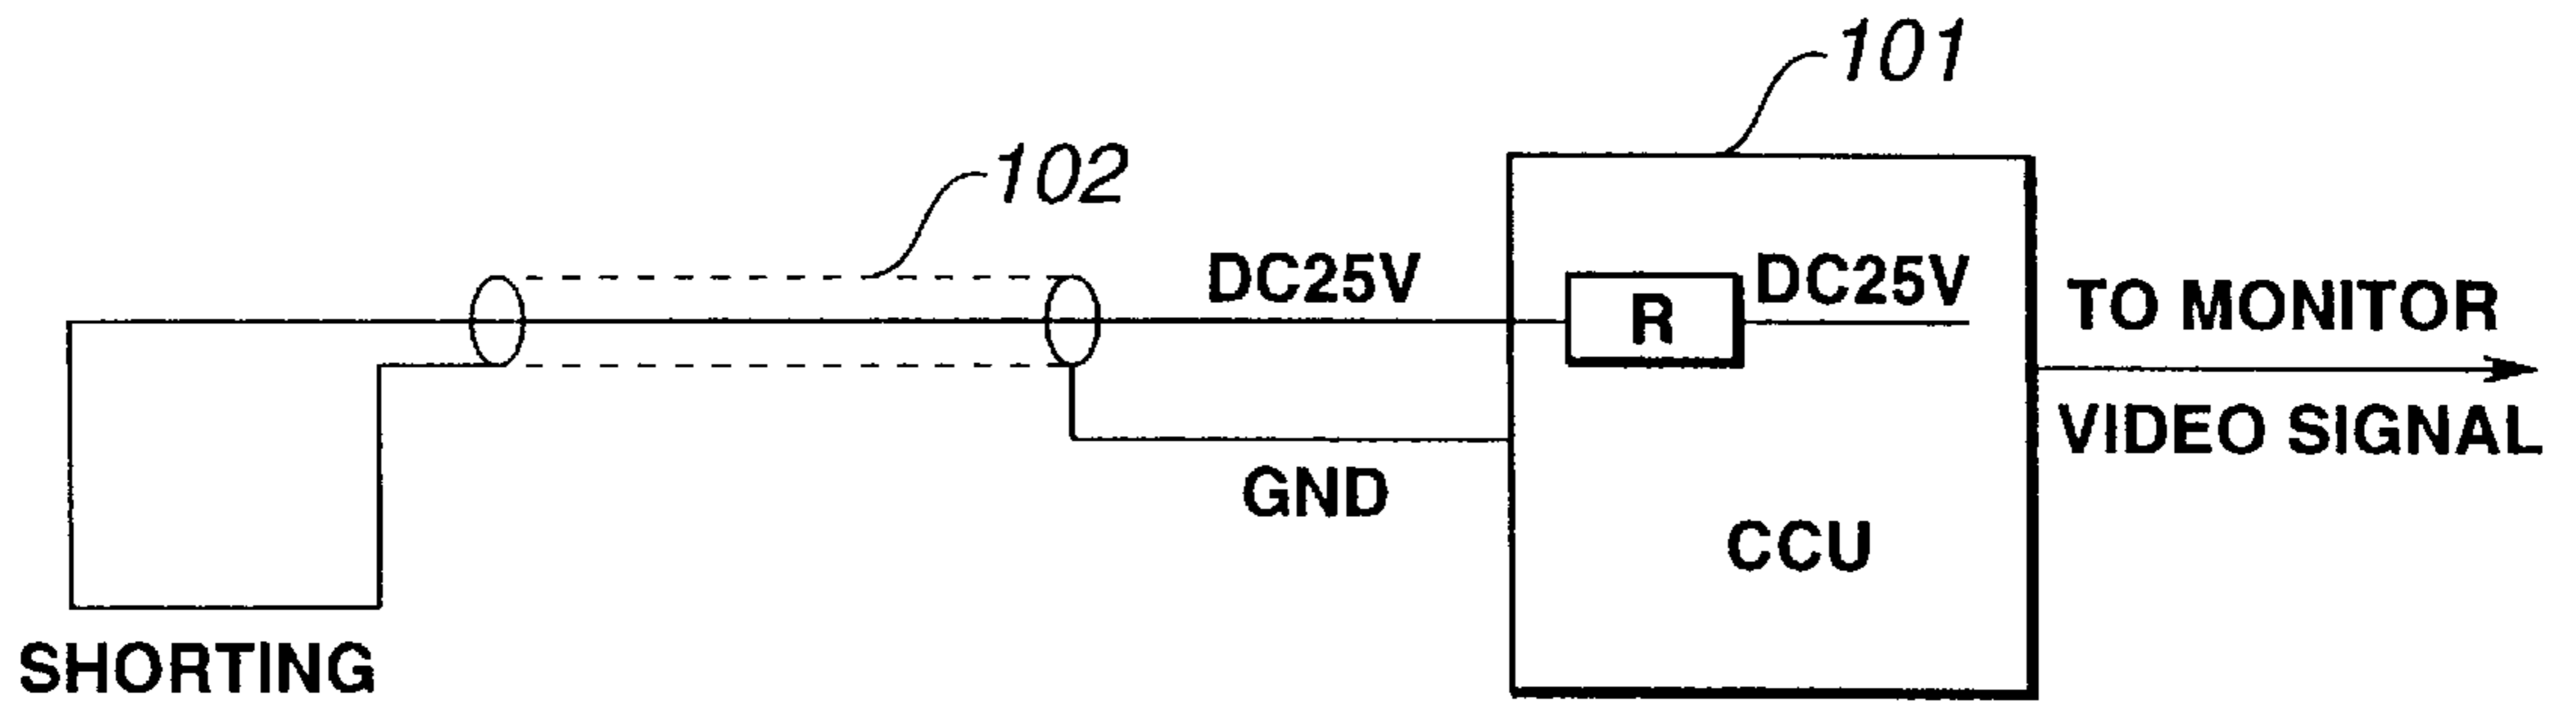 101
102
DC25V
R
DC25V
TO MONITOR
VIDEO SIGNAL
GND
CCU
SHORTING